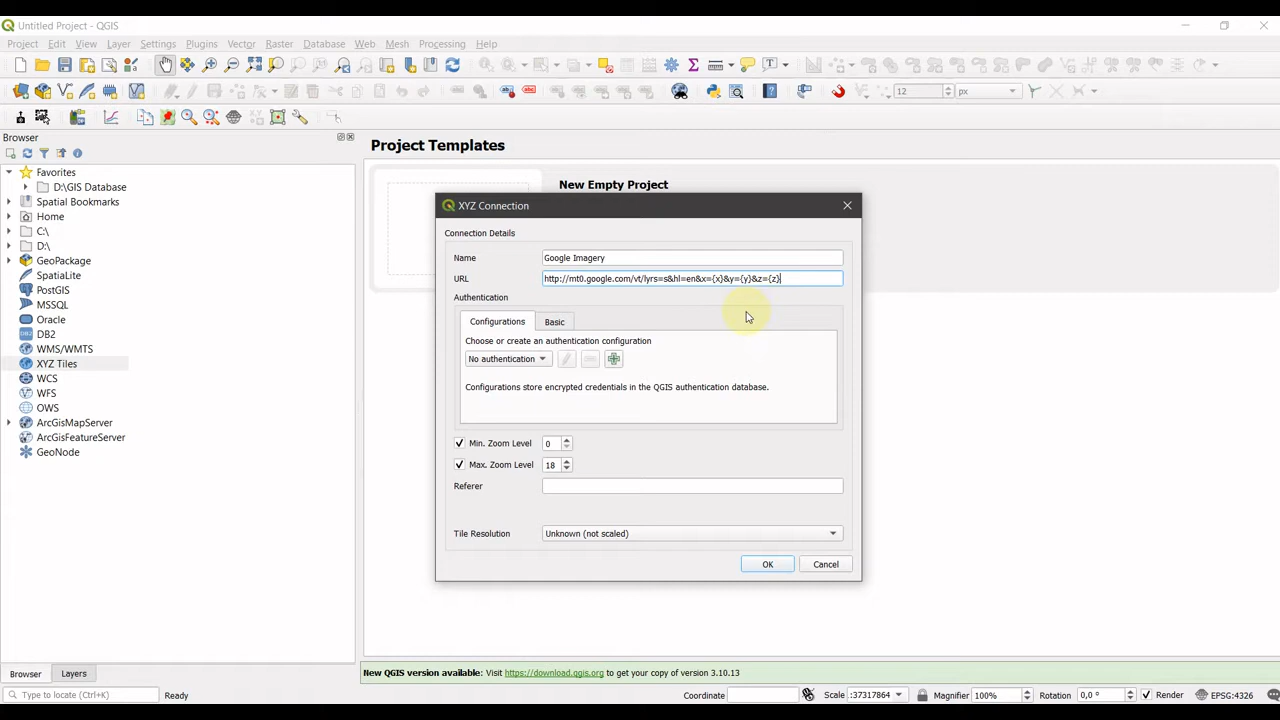 Untitled Project - QGIS
Project Edit View Layer Settings Plugins Vector Raster Database Web Mesh Processing Help
12 px
Browser
Project Templates
Favorites
D:\GIS Database
New Empty Project
Spatial Bookmarks
Home
C:\
D:\
GeoPackage
SpatiaLite
PostGIS
MSSQL
Oracle
DB2
WMS/WMTS
XYZ Tiles
WCS
WFS
OWS
ArcGisMapServer
ArcGisFeatureServer
GeoNode
XYZ Connection
Connection Details
Name Google Imagery
URL http://mt0.google.com/vt/lyrs=s&hl=en&x={x}&y={y}&z={z}
Authentication
Configurations Basic
Choose or create an authentication configuration
No authentication
Configurations store encrypted credentials in the QGIS authentication database.
Min. Zoom Level 0
Max. Zoom Level 18
Referer
Tile Resolution Unknown (not scaled)
OK Cancel
Browser Layers
New QGIS version available: Visit https://download.qgis.org to get your copy of version 3.10.13
Type to locate (Ctrl+K) Ready Coordinate Scale :37317864 Magnifier 100% Rotation 0,0 ° Render EPSG:4326